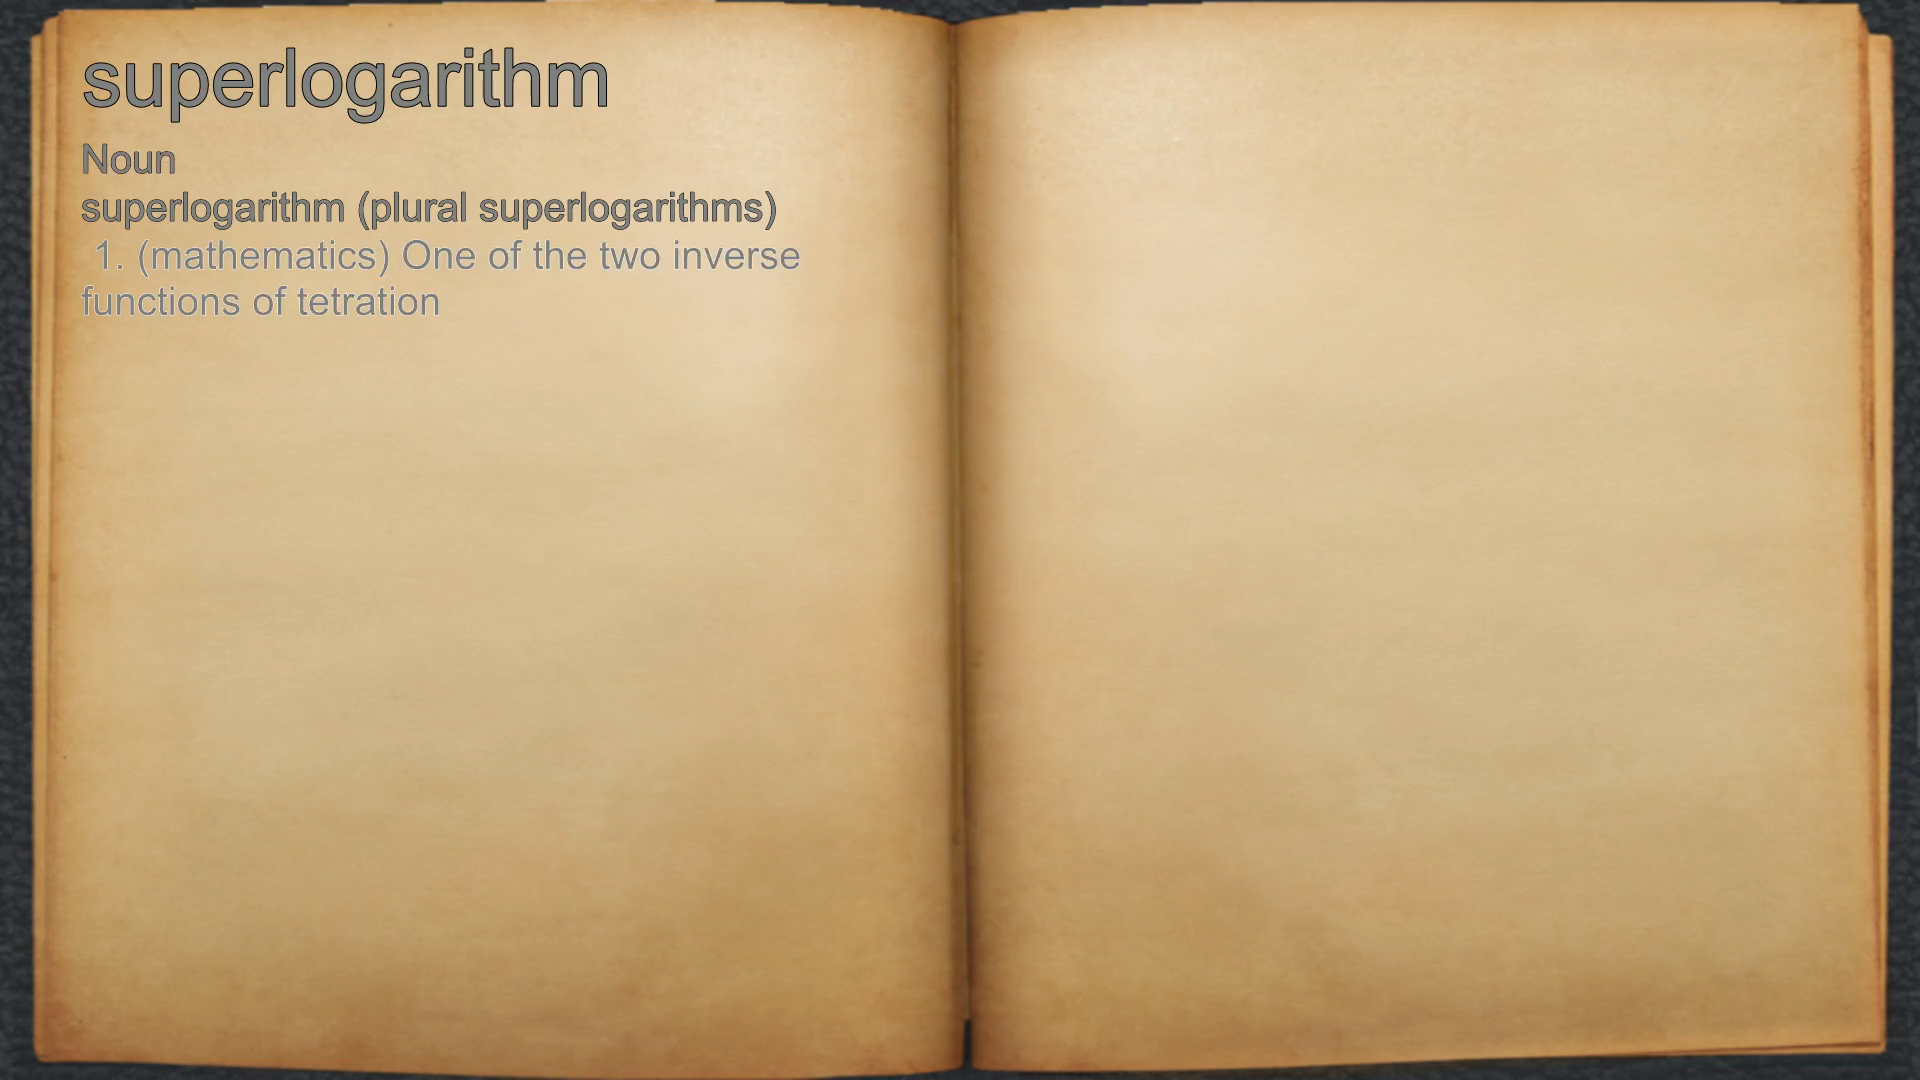 superlogarithm
Noun
superlogarithm (plural superlogarithms)
1. (mathematics) One of the two inverse
functions of tetration